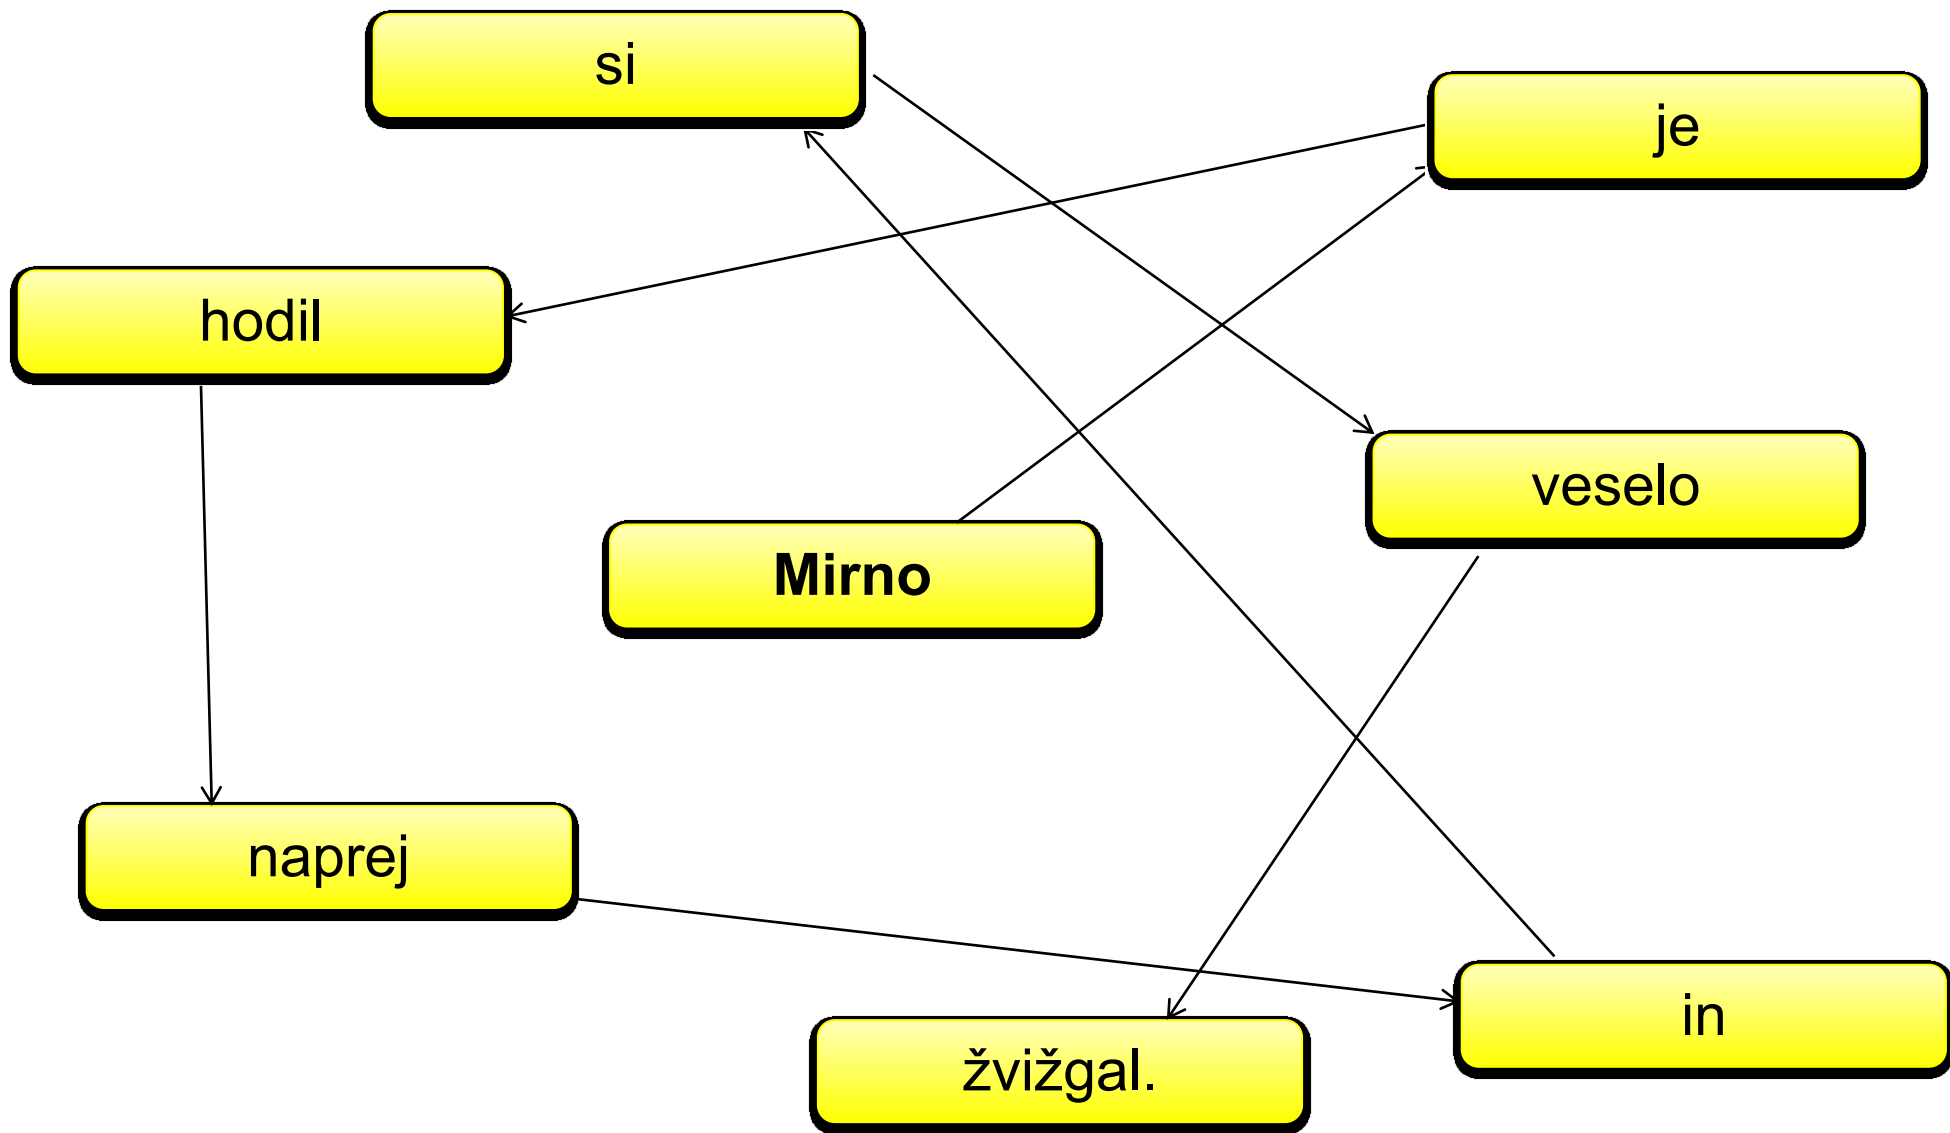 si
je
hodil
veselo
Mirno
naprej
in
žvižgal.